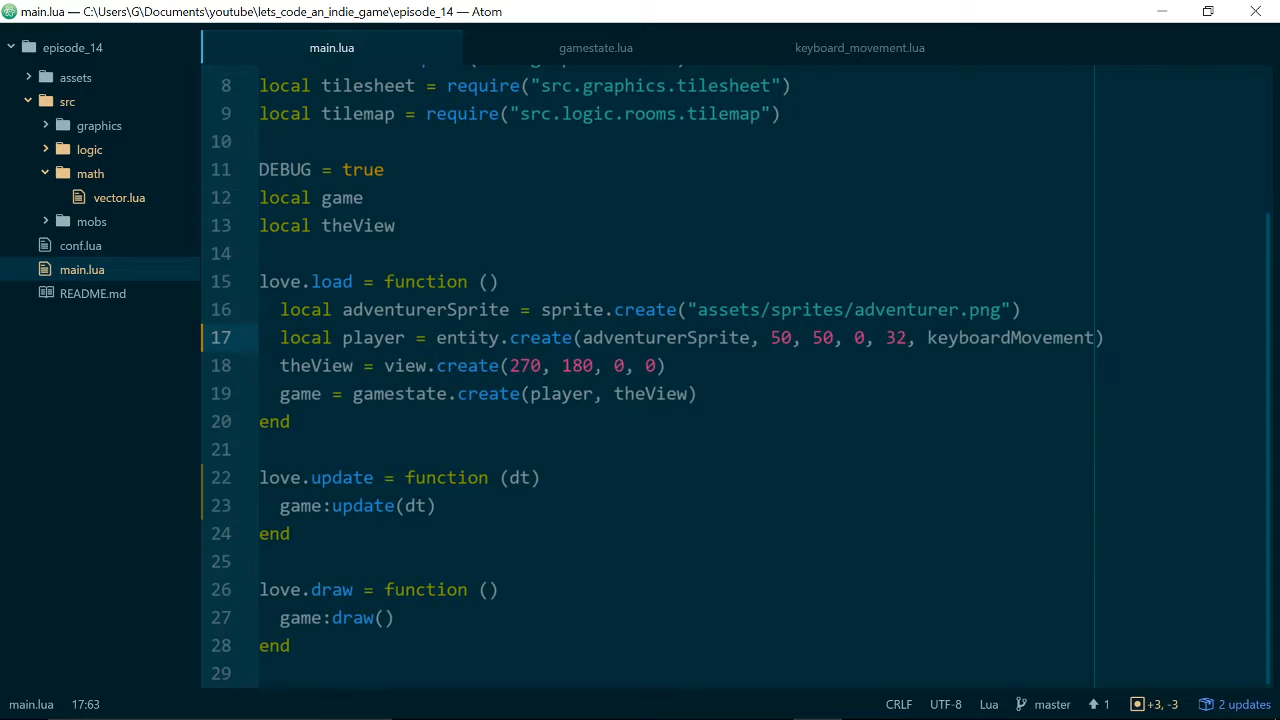 main.lua — C:\Users\G\Documents\youtube\lets_code_an_indie_game\episode_14 — Atom
episode_14
assets
src
graphics
logic
math
vector.lua
mobs
conf.lua
main.lua
README.md
main.lua gamestate.lua keyboard_movement.lua
8 local tilesheet = require("src.graphics.tilesheet")
9 local tilemap = require("src.logic.rooms.tilemap")
10
11 DEBUG = true
12 local game
13 local theView
14
15 love.load = function ()
16 local adventurerSprite = sprite.create("assets/sprites/adventurer.png")
17 local player = entity.create(adventurerSprite, 50, 50, 0, 32, keyboardMovement)
18 theView = view.create(270, 180, 0, 0)
19 game = gamestate.create(player, theView)
20 end
21
22 love.update = function (dt)
23 game:update(dt)
24 end
25
26 love.draw = function ()
27 game:draw()
28 end
29
main.lua 17:63 CRLF UTF-8 Lua master 1 +3, -3 2 updates